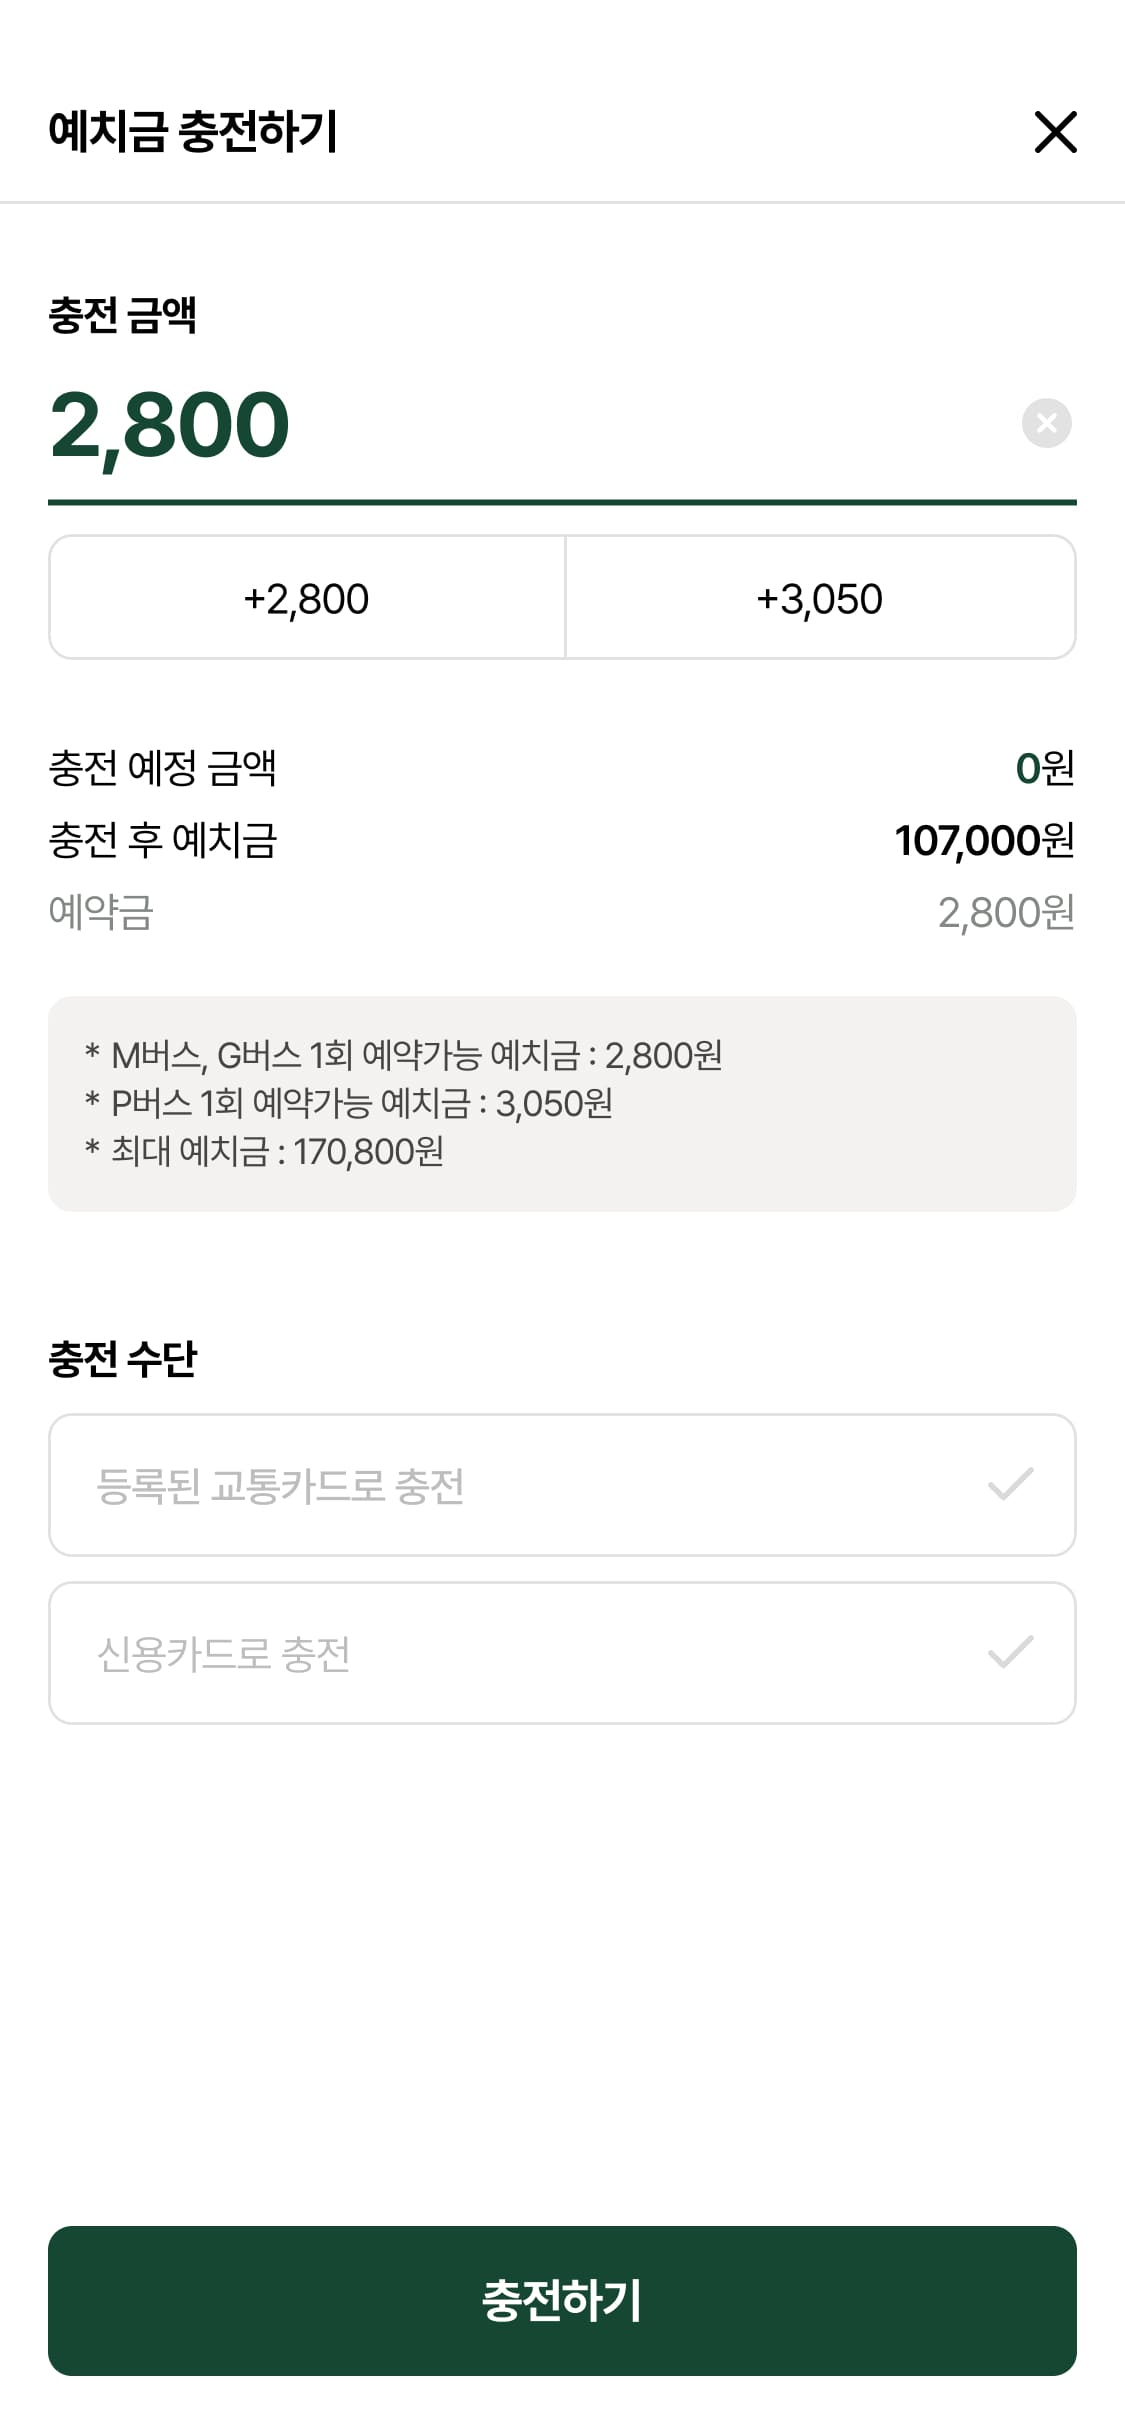 예치금 충전하기
충전 금액
2,800
+2,800
+3,050
충전 예정 금액 0원
충전 후 예치금 107,000원
예약금 2,800원
* M버스, G버스 1회 예약가능 예치금 : 2,800원
* P버스 1회 예약가능 예치금 : 3,050원
* 최대 예치금 : 170,800원
충전 수단
등록된 교통카드로 충전
신용카드로 충전
충전하기